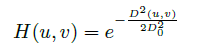 H(u, v) = e^{-\frac{D^2(u,v)}{2D_0^2}}